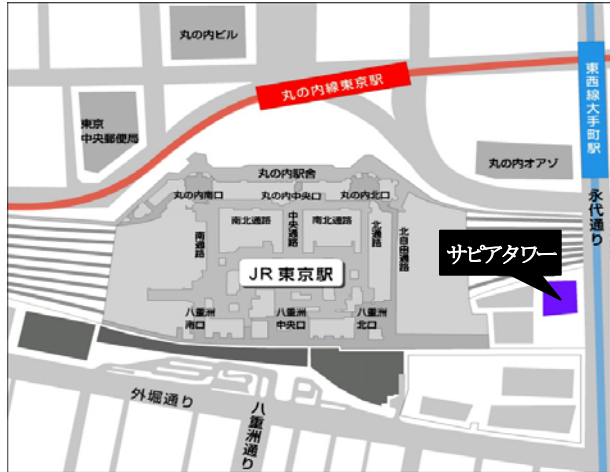 丸の内ビル
丸の内線東京駅
東西線大手町駅
東京
中央郵便局
丸の内オアゾ
丸の内駅舎
丸の内南口
丸の内中央口
丸の内北口
永代通り
南北通路
中央通路
南北通路
南通路
北通路
北自由通路
サピアタワー
JR 東京駅
八重洲
南口
八重洲
中央口
八重洲
北口
外堀通り
八重洲通り